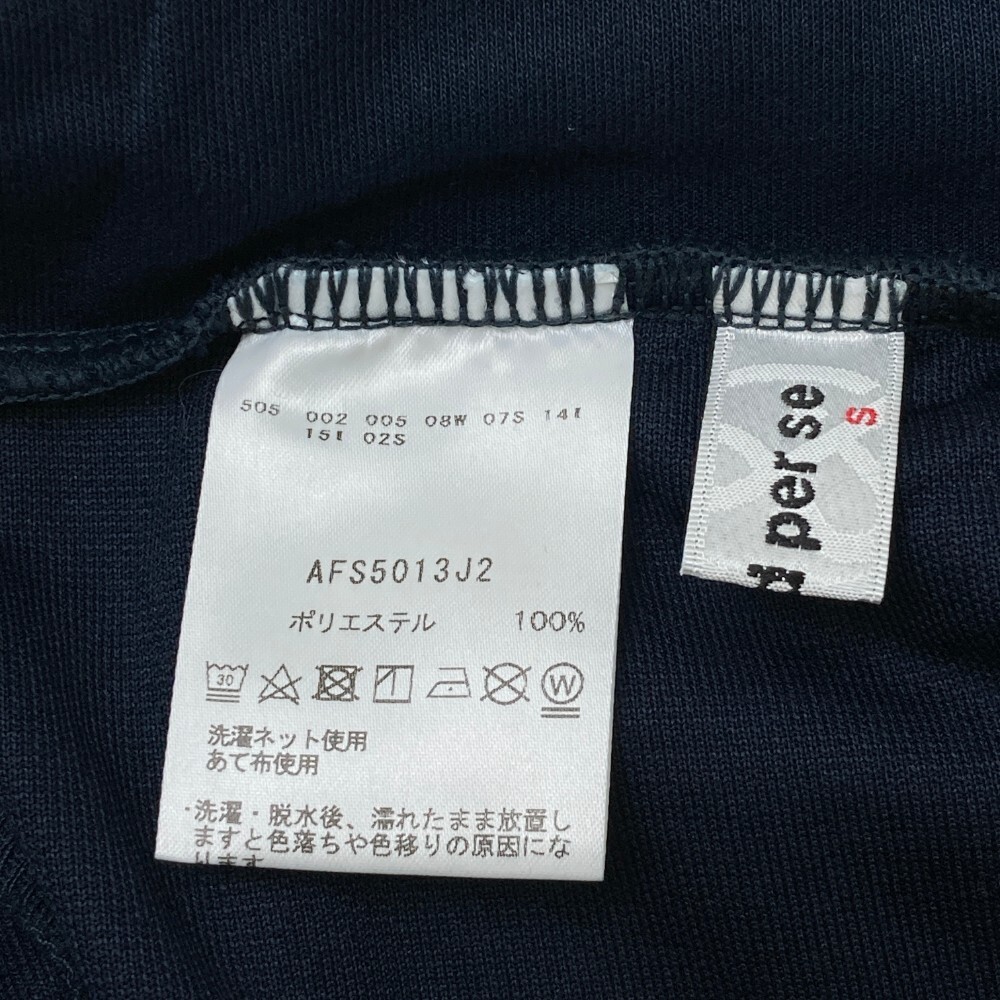 505 002 005 08W 07S 14I
15I 02S
AFS5013J2
ポリエステル 100%
30
W
洗濯ネット使用
あて布使用
・洗濯・脱水後、濡れたまま放置し
ますと色落ちや色移りの原因にな
ります
per se
S